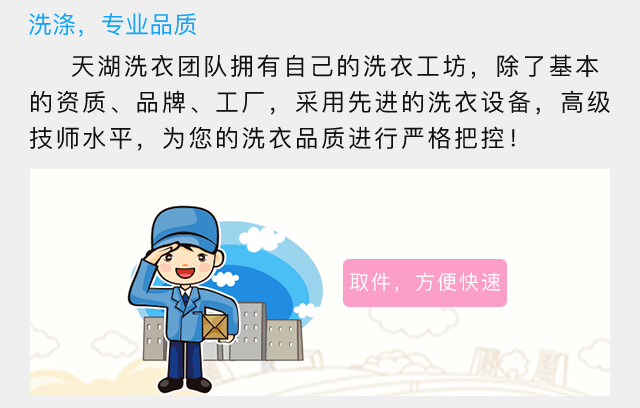 洗涤，专业品质
天湖洗衣团队拥有自己的洗衣工坊，除了基本
的资质、品牌、工厂，采用先进的洗衣设备，高级
技师水平，为您的洗衣品质进行严格把控！
取件，方便快速